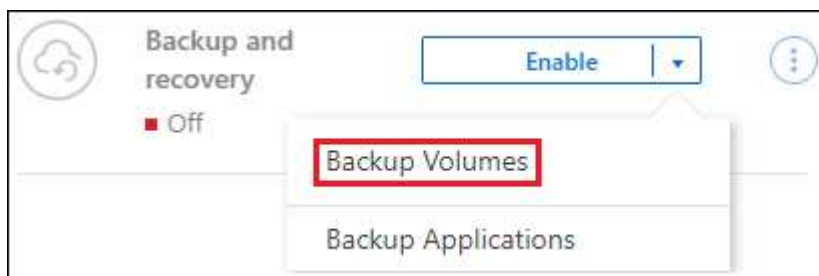 Backup and
recovery
Enable
Off
Backup Volumes
Backup Applications